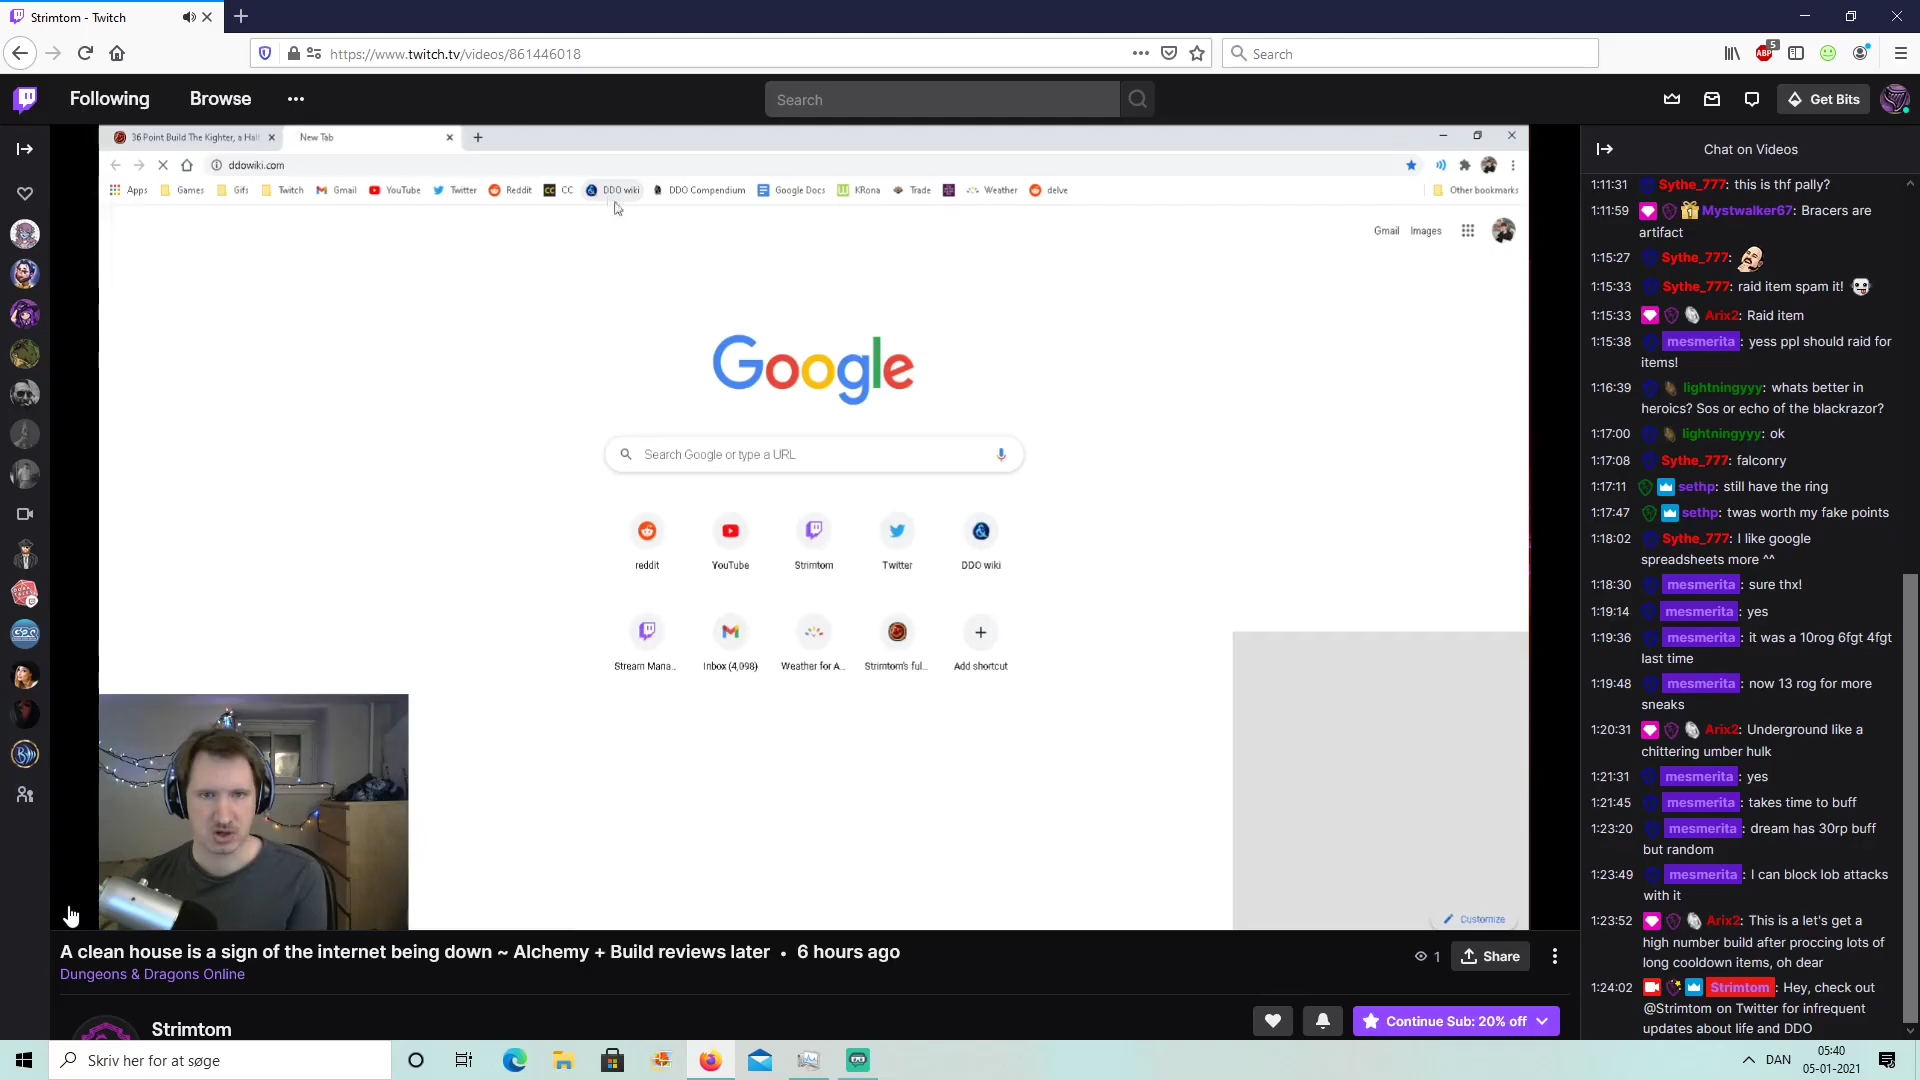 Strimtom - Twitch
https://www.twitch.tv/videos/861446018
Search
ABP
5
Following
Browse
Search
Get Bits
36 Point Build The Kighter, a Half
New Tab
ddowiki.com
Apps
Games
Gifs
Twitch
Gmail
YouTube
Twitter
Reddit
CC
DDO wiki
DDO Compendium
Google Docs
KRona
Trade
Weather
delve
Other bookmarks
Gmail
Images
Google
Search Google or type a URL
reddit
YouTube
Strimtom
Twitter
DDO wiki
Stream Mana...
Inbox (4,098)
Weather for A...
Strimtom's ful...
Add shortcut
Customize
A clean house is a sign of the internet being down ~ Alchemy + Build reviews later • 6 hours ago
Dungeons & Dragons Online
1
Share
Strimtom
Continue Sub: 20% off
Chat on Videos
1:11:31 Sythe_777: this is thf pally?
1:11:59 Mystwalker67: Bracers are
artifact
1:15:27 Sythe_777:
1:15:33 Sythe_777: raid item spam it!
1:15:33 Arix2: Raid item
1:15:38 mesmerita: yess ppl should raid for
items!
1:16:39 lightningyyy: whats better in
heroics? Sos or echo of the blackrazor?
1:17:00 lightningyyy: ok
1:17:08 Sythe_777: falconry
1:17:11 sethp: still have the ring
1:17:47 sethp: twas worth my fake points
1:18:02 Sythe_777: I like google
spreadsheets more ^^
1:18:30 mesmerita: sure thx!
1:19:14 mesmerita: yes
1:19:36 mesmerita: it was a 10rog 6fgt 4fgt
last time
1:19:48 mesmerita: now 13 rog for more
sneaks
1:20:31 Arix2: Underground like a
chittering umber hulk
1:21:31 mesmerita: yes
1:21:45 mesmerita: takes time to buff
1:23:20 mesmerita: dream has 30rp buff
but random
1:23:49 mesmerita: I can block lob attacks
with it
1:23:52 Arix2: This is a let's get a
high number build after proccing lots of
long cooldown items, oh dear
1:24:02 Strimtom: Hey, check out
@Strimtom on Twitter for infrequent
updates about life and DDO
Skriv her for at søge
DAN
05:40
05-01-2021